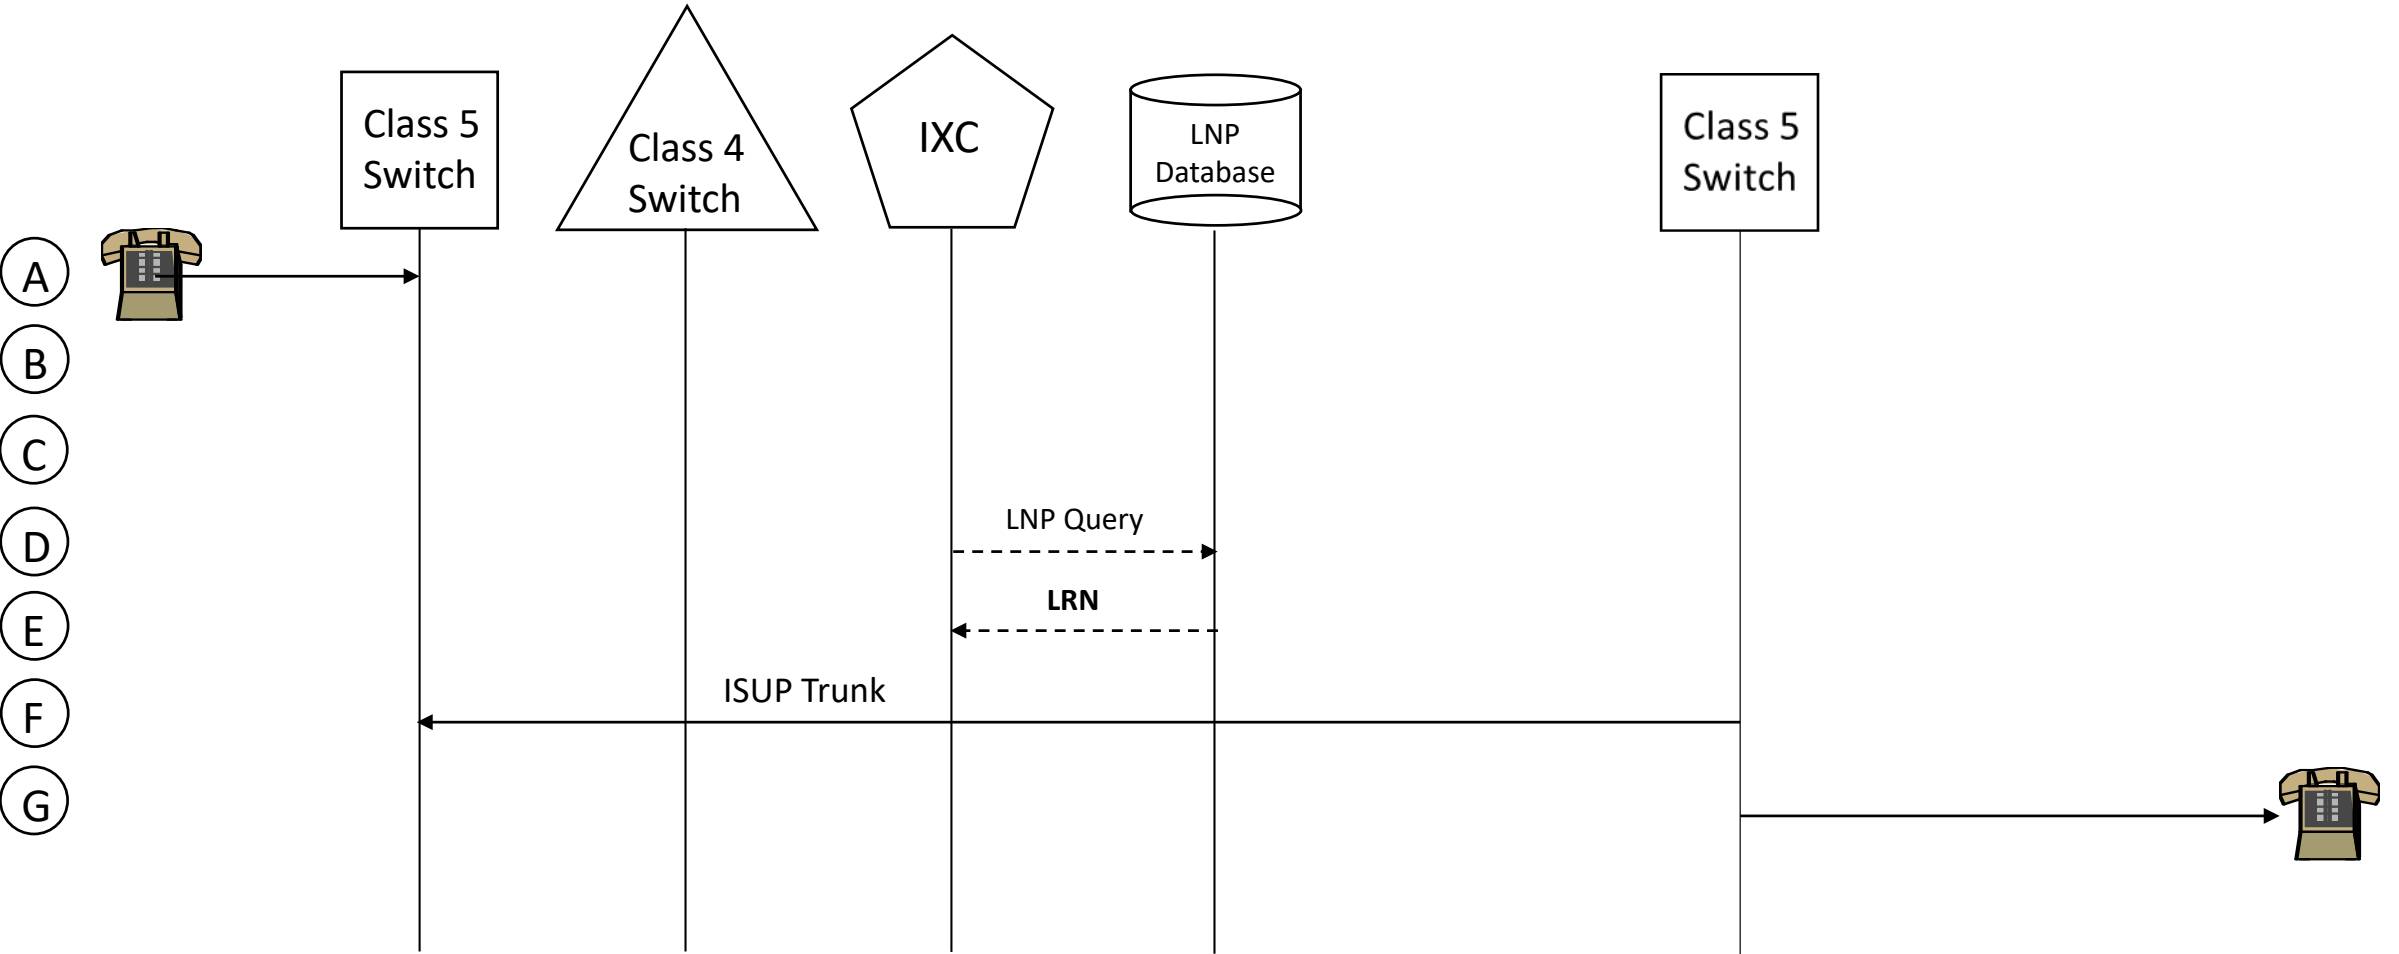 Class 5
Switch
Class 4
Switch
IXC
LNP
Database
Class 5
Switch
A
B
C
D
LNP Query
E
LRN
F
ISUP Trunk
G